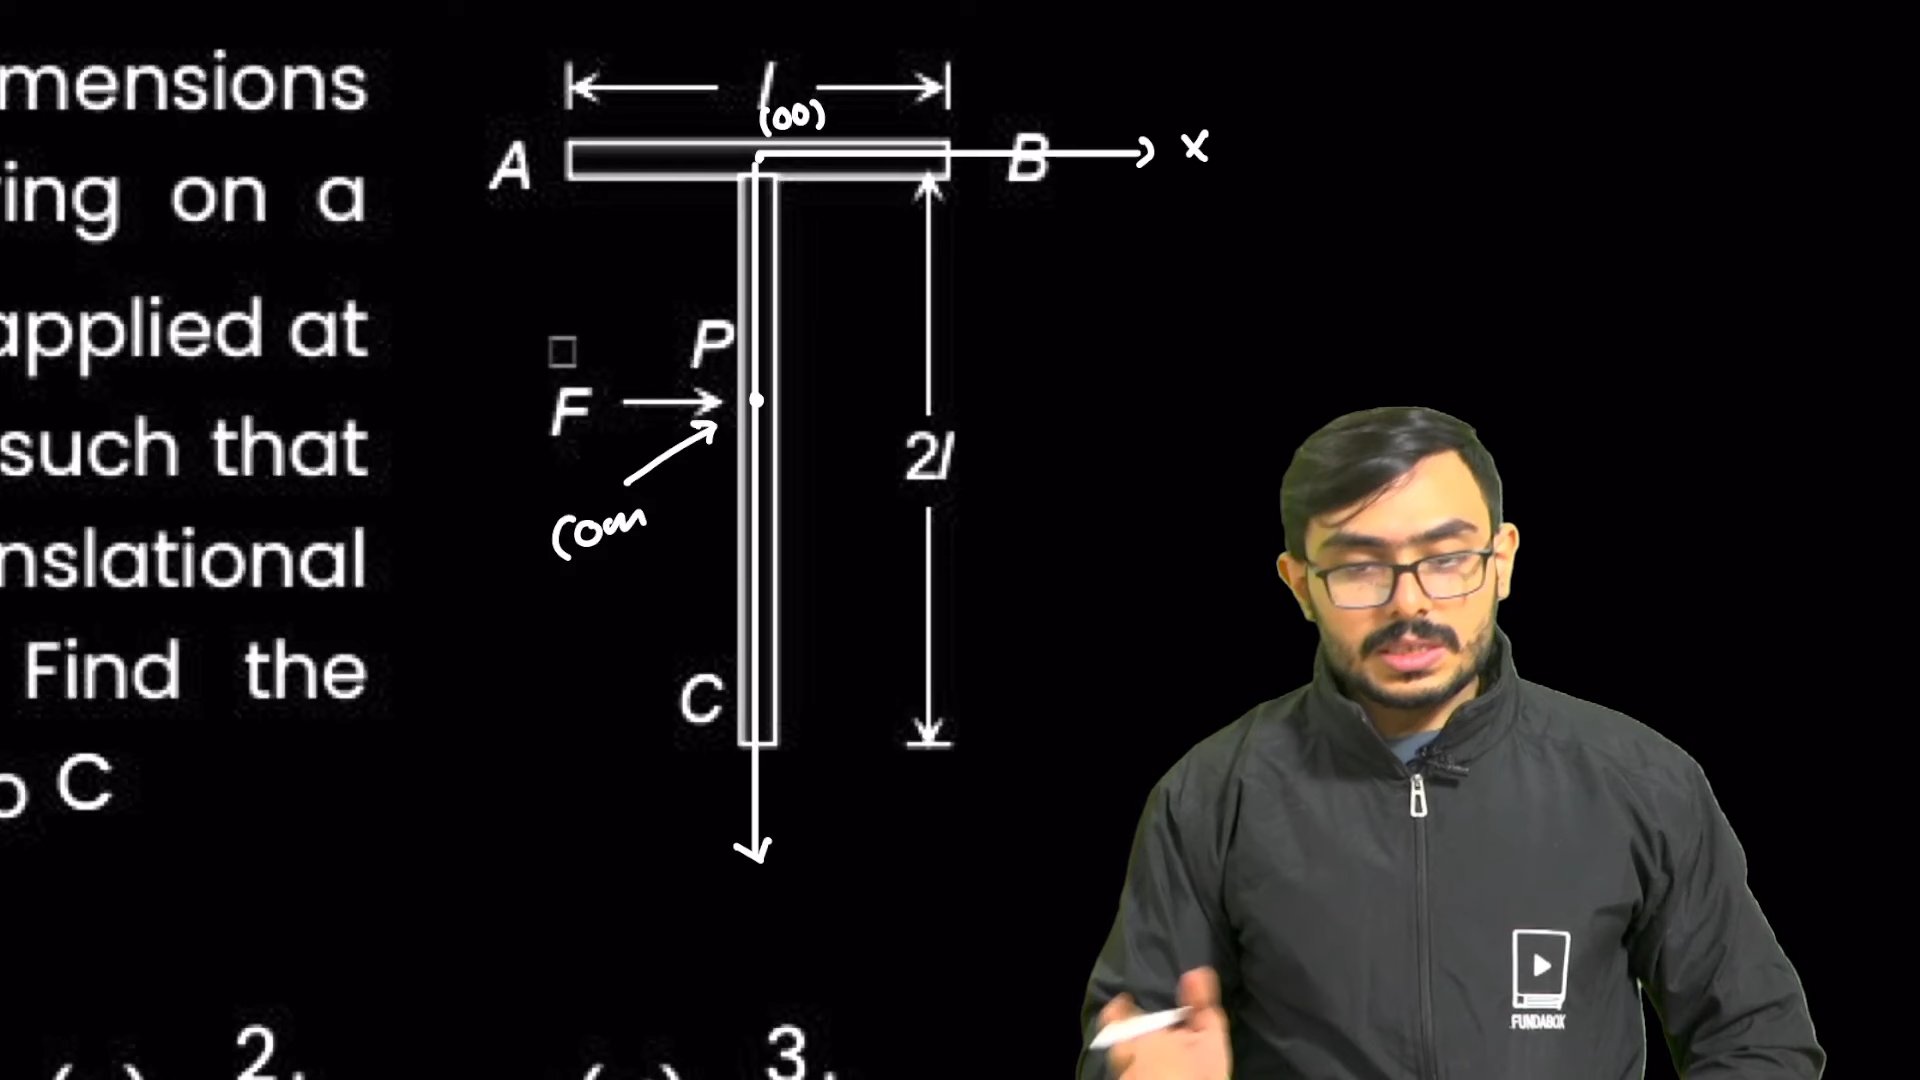 mensions
ing on a
applied at
such that
nslational
Find the
o C
l
(00)
A
B
x
P
F
2l
Com
C
2
3
FUNDABOX